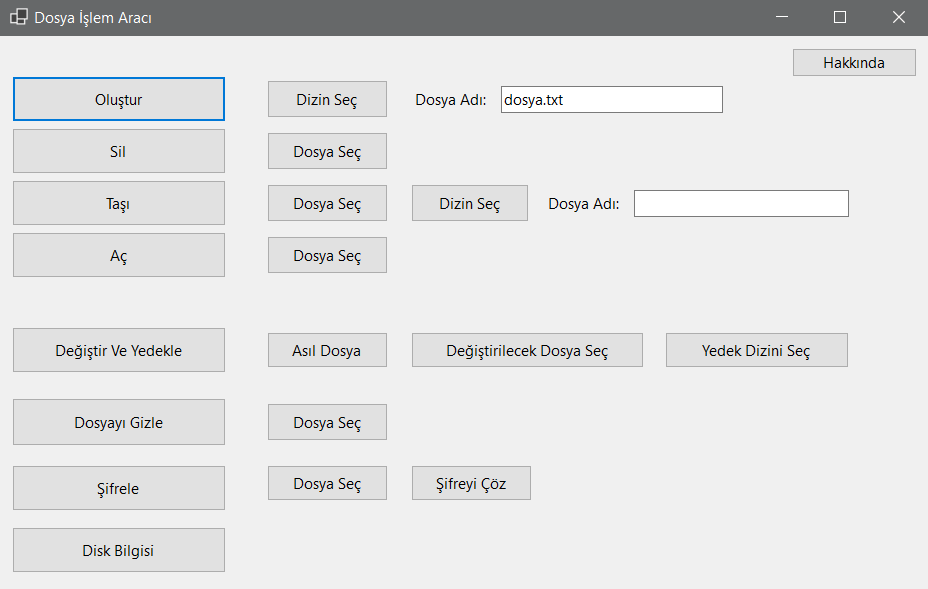 Dosya İşlem Aracı
Hakkında
Oluştur Dizin Seç Dosya Adı: dosya.txt
Sil Dosya Seç
Taşı Dosya Seç Dizin Seç Dosya Adı:
Aç Dosya Seç
Değiştir Ve Yedekle Asıl Dosya Değiştirilecek Dosya Seç Yedek Dizini Seç
Dosyayı Gizle Dosya Seç
Şifrele Dosya Seç Şifreyi Çöz
Disk Bilgisi